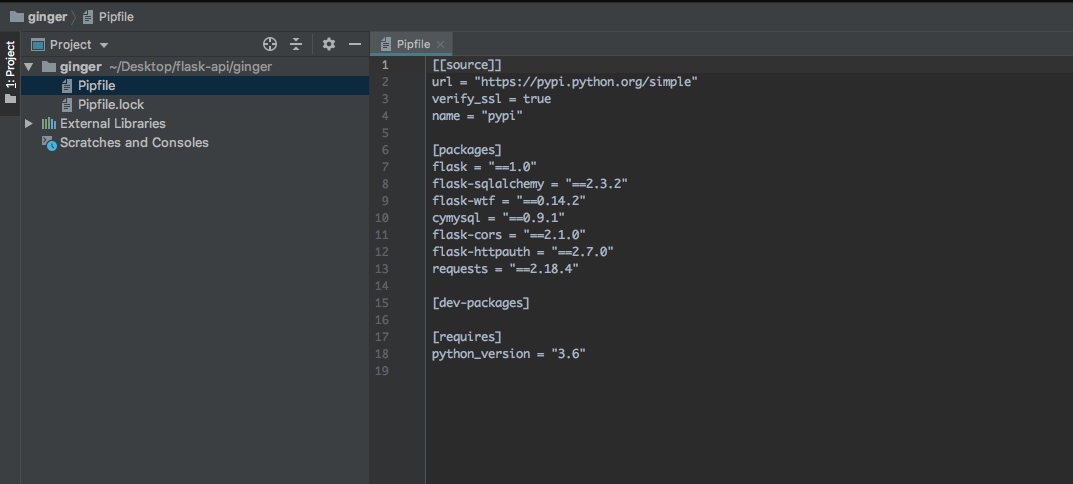 ginger Pipfile
1: Project
Project
ginger ~/Desktop/flask-api/ginger
Pipfile
Pipfile.lock
External Libraries
Scratches and Consoles
Pipfile
1 [[source]]
2 url = "https://pypi.python.org/simple"
3 verify_ssl = true
4 name = "pypi"
5
6 [packages]
7 flask = "==1.0"
8 flask-sqlalchemy = "==2.3.2"
9 flask-wtf = "==0.14.2"
10 cymysql = "==0.9.1"
11 flask-cors = "==2.1.0"
12 flask-httpauth = "==2.7.0"
13 requests = "==2.18.4"
14
15 [dev-packages]
16
17 [requires]
18 python_version = "3.6"
19